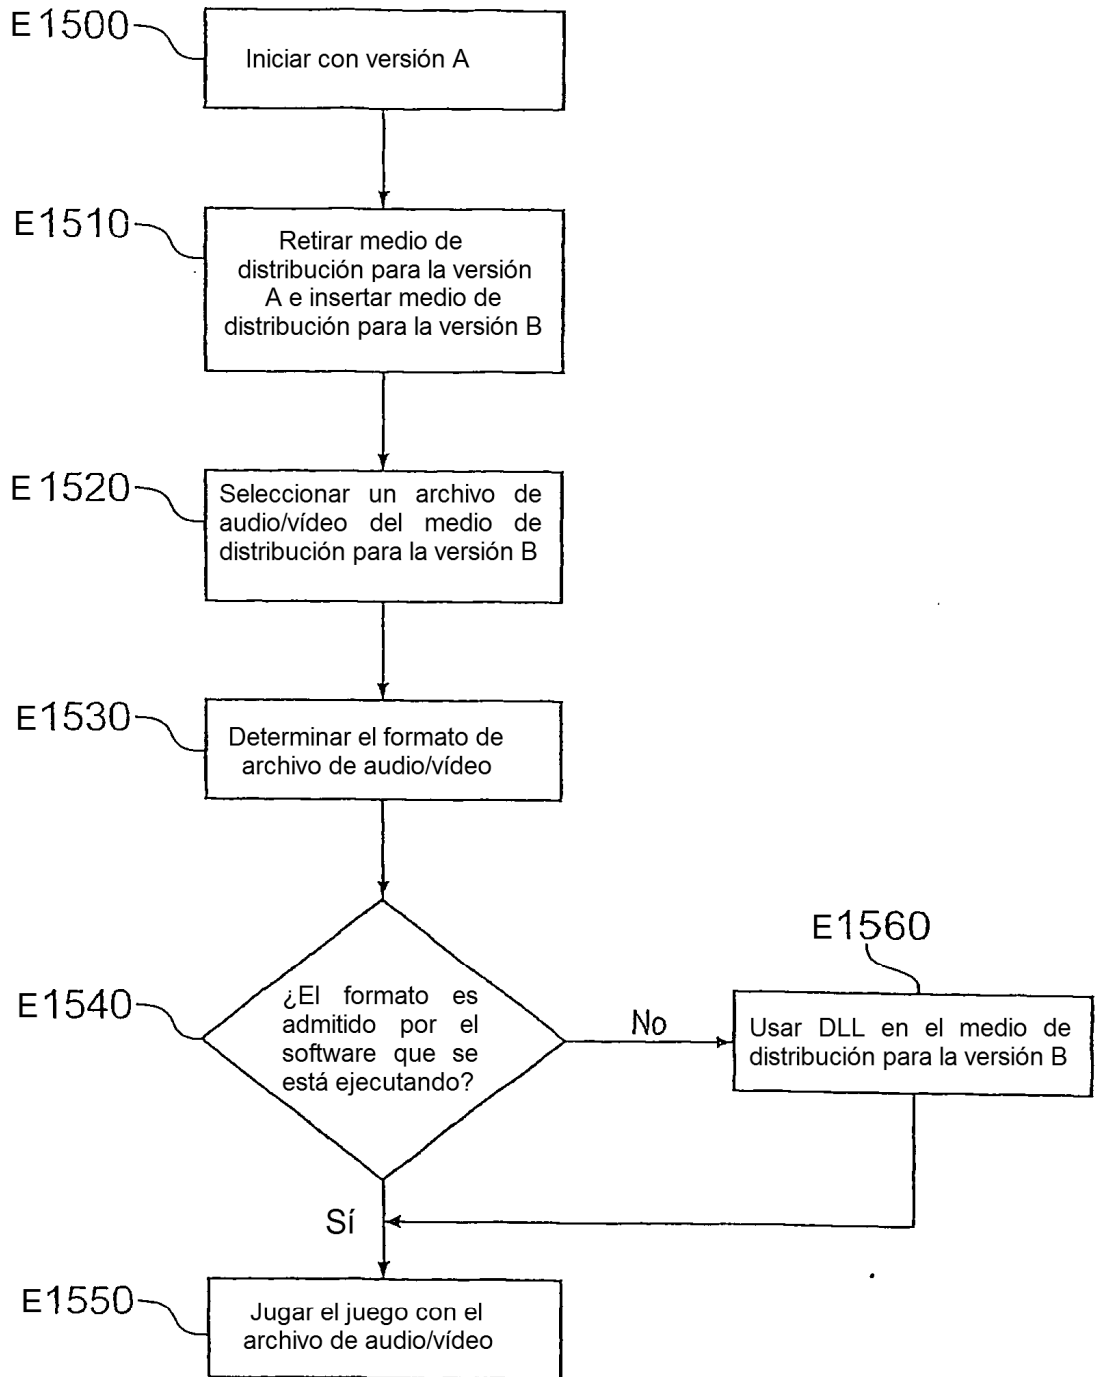 E1500
Iniciar con versión A
E1510
Retirar medio de
distribución para la versión
A e insertar medio de
distribución para la versión B
E1520
Seleccionar un archivo de
audio/vídeo del medio de
distribución para la versión B
E1530
Determinar el formato de
archivo de audio/vídeo
E1540
¿El formato es
admitido por el
software que se
está ejecutando?
No
E1560
Usar DLL en el medio de
distribución para la versión B
Sí
E1550
Jugar el juego con el
archivo de audio/vídeo